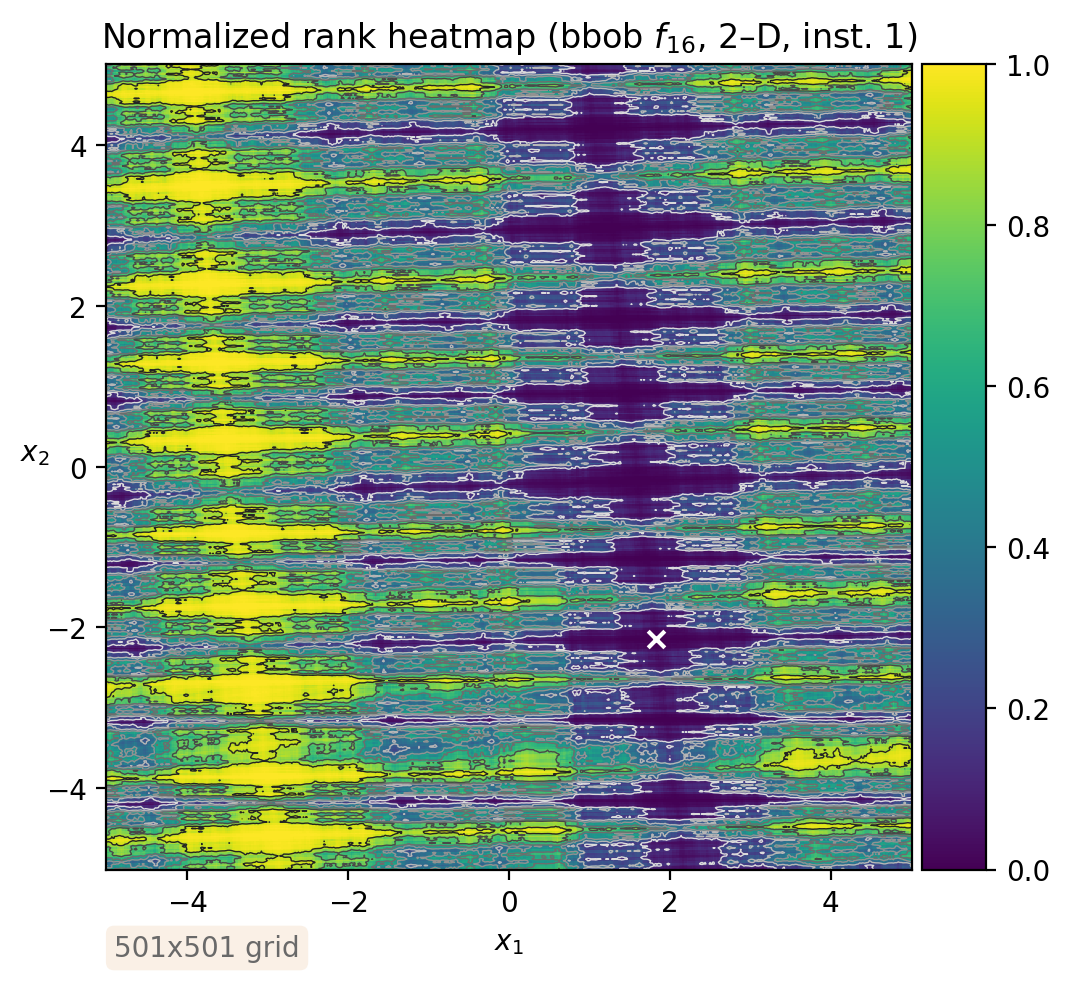 Normalized rank heatmap (bbob f₁₆, 2–D, inst. 1)
4
2
0
−2
−4
x₂
−4 −2 0 2 4
x₁
1.0
0.8
0.6
0.4
0.2
0.0
501x501 grid